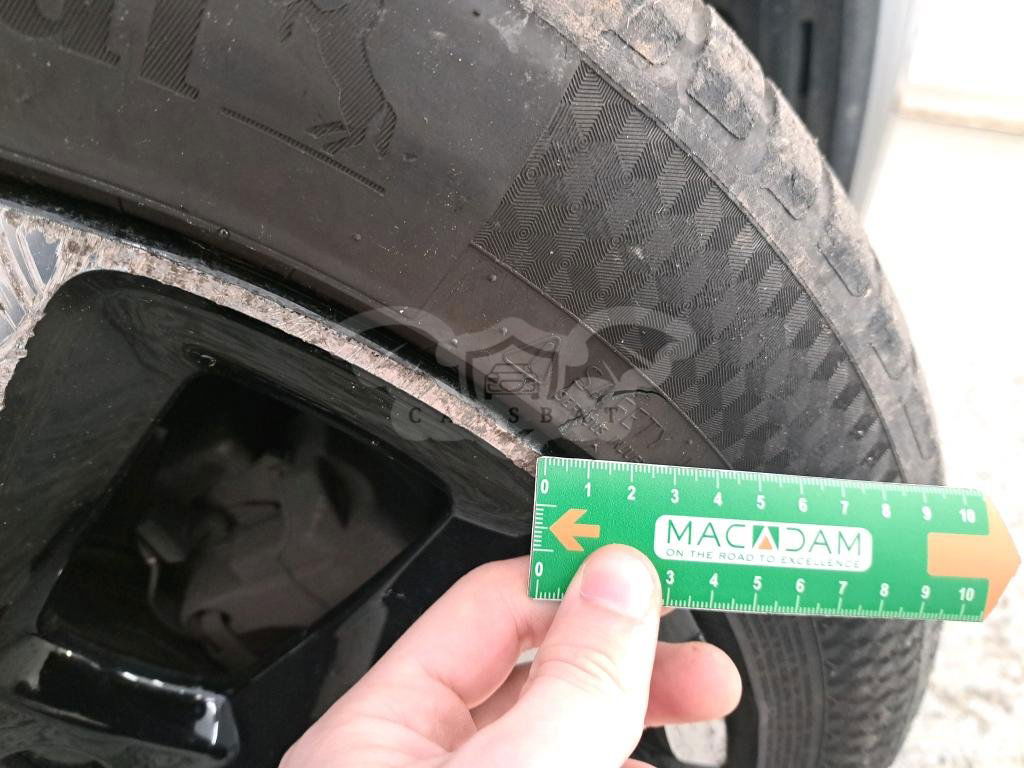 CARSBAT
0 1 2 3 4 5 6 7 8 9 10
MACADAM
ON THE ROAD TO EXCELLENCE
0 3 4 5 6 7 8 9 10